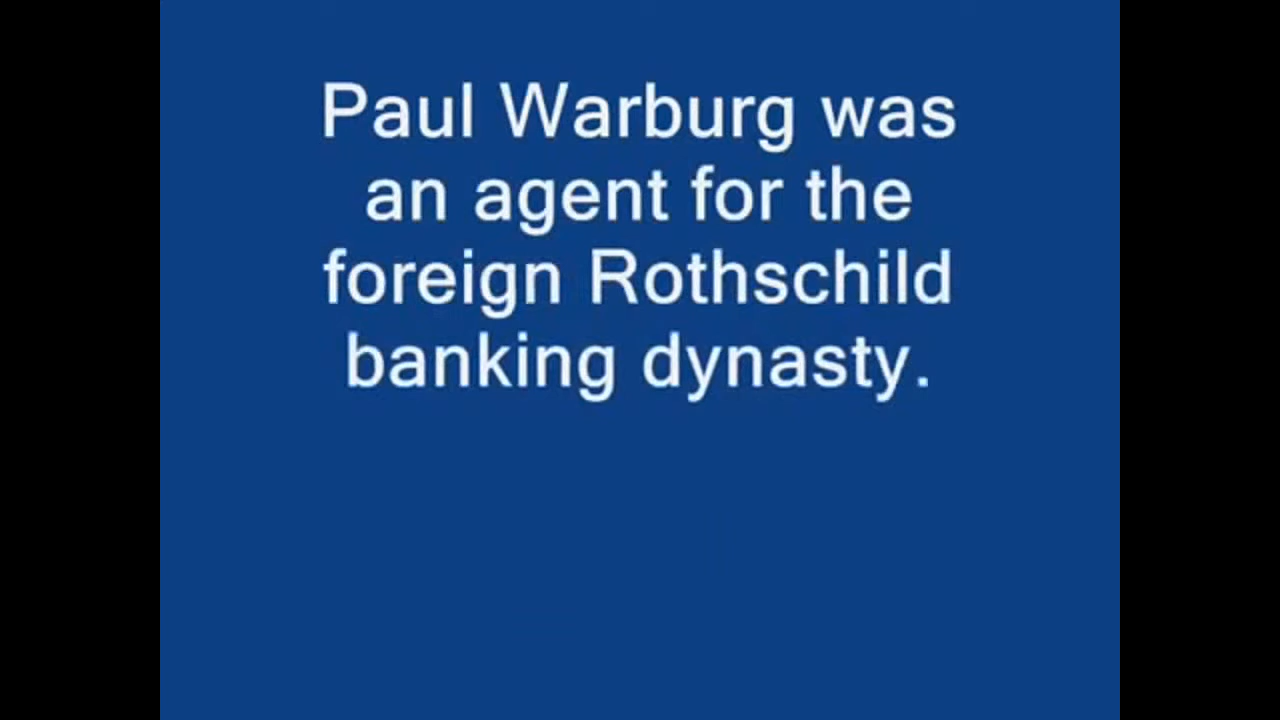 Paul Warburg was
an agent for the
foreign Rothschild
banking dynasty.